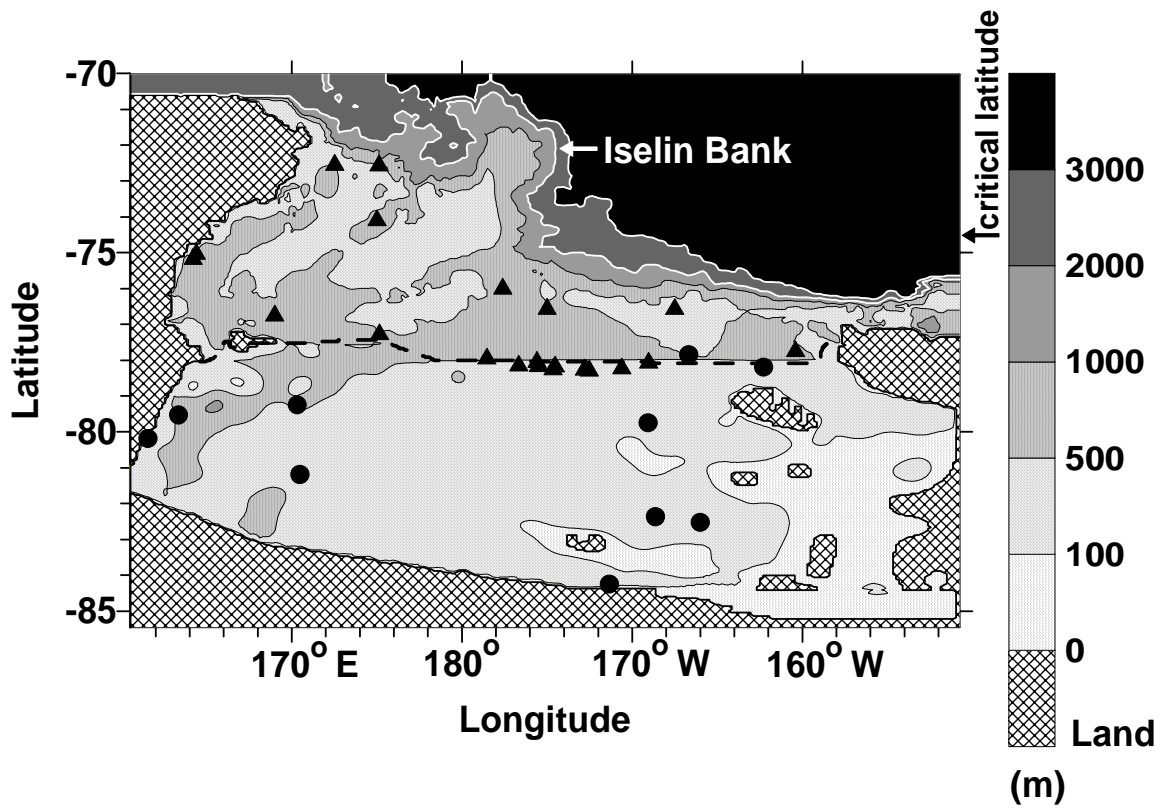 critical latitude
-70
-75
-80
-85
Latitude
Iselin Bank
170° E
180°
170° W
160° W
Longitude
3000
2000
1000
500
100
0
Land
(m)